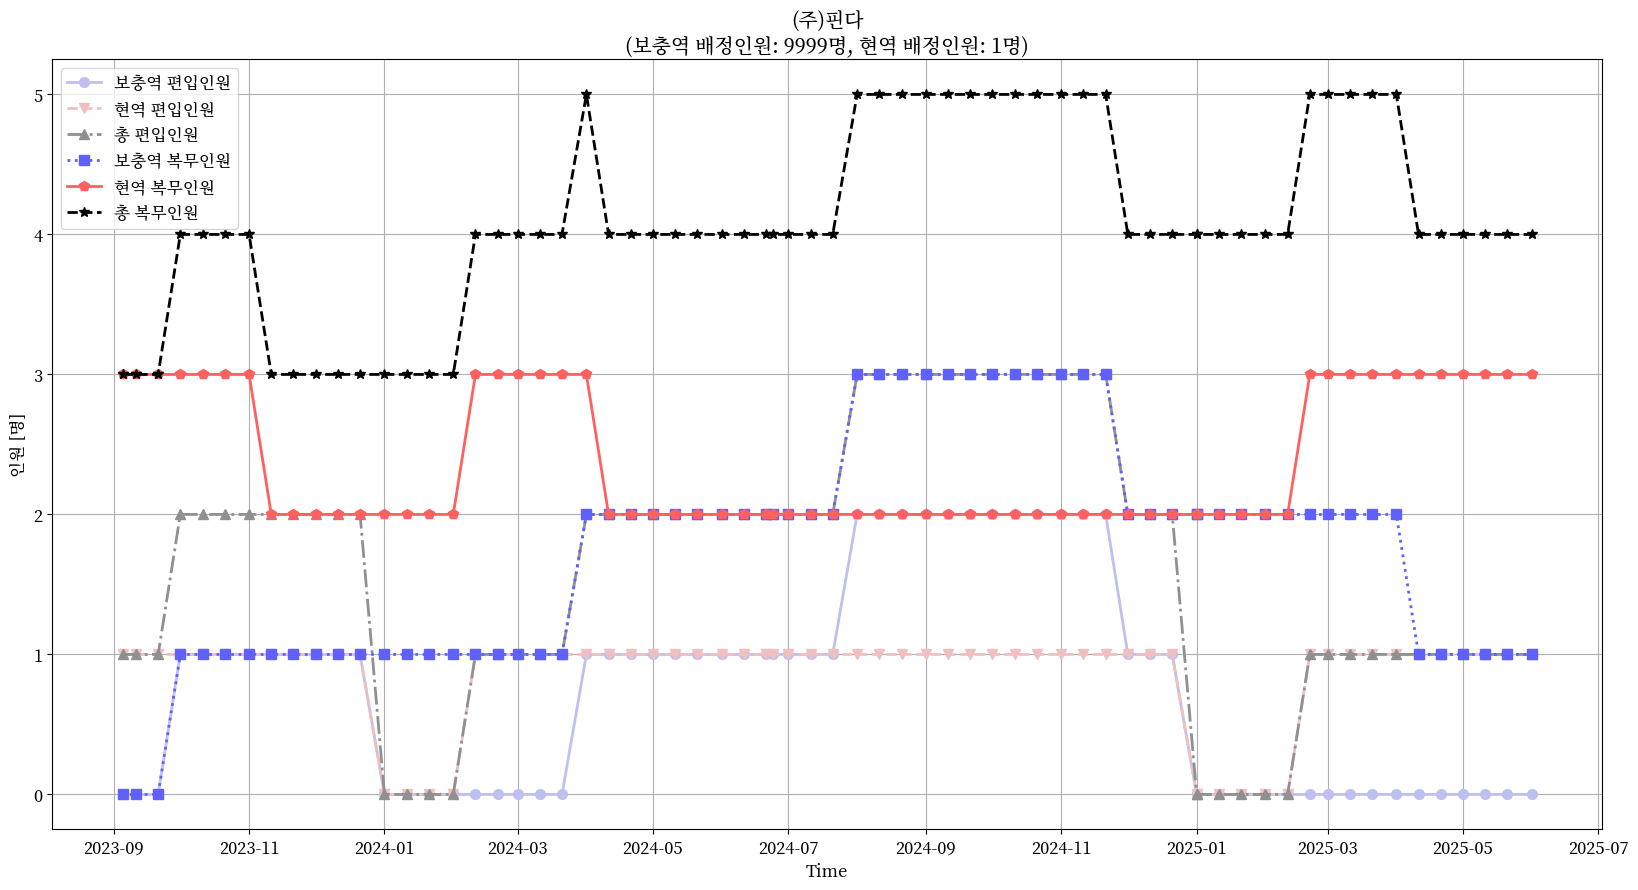 (주)핀다
(보충역 배정인원: 9999명, 현역 배정인원: 1명)
보충역 편입인원
현역 편입인원
총 편입인원
보충역 복무인원
현역 복무인원
총 복무인원
인원 [명]
5
4
3
2
1
0
2023-09 2023-11 2024-01 2024-03 2024-05 2024-07 2024-09 2024-11 2025-01 2025-03 2025-05 2025-07
Time